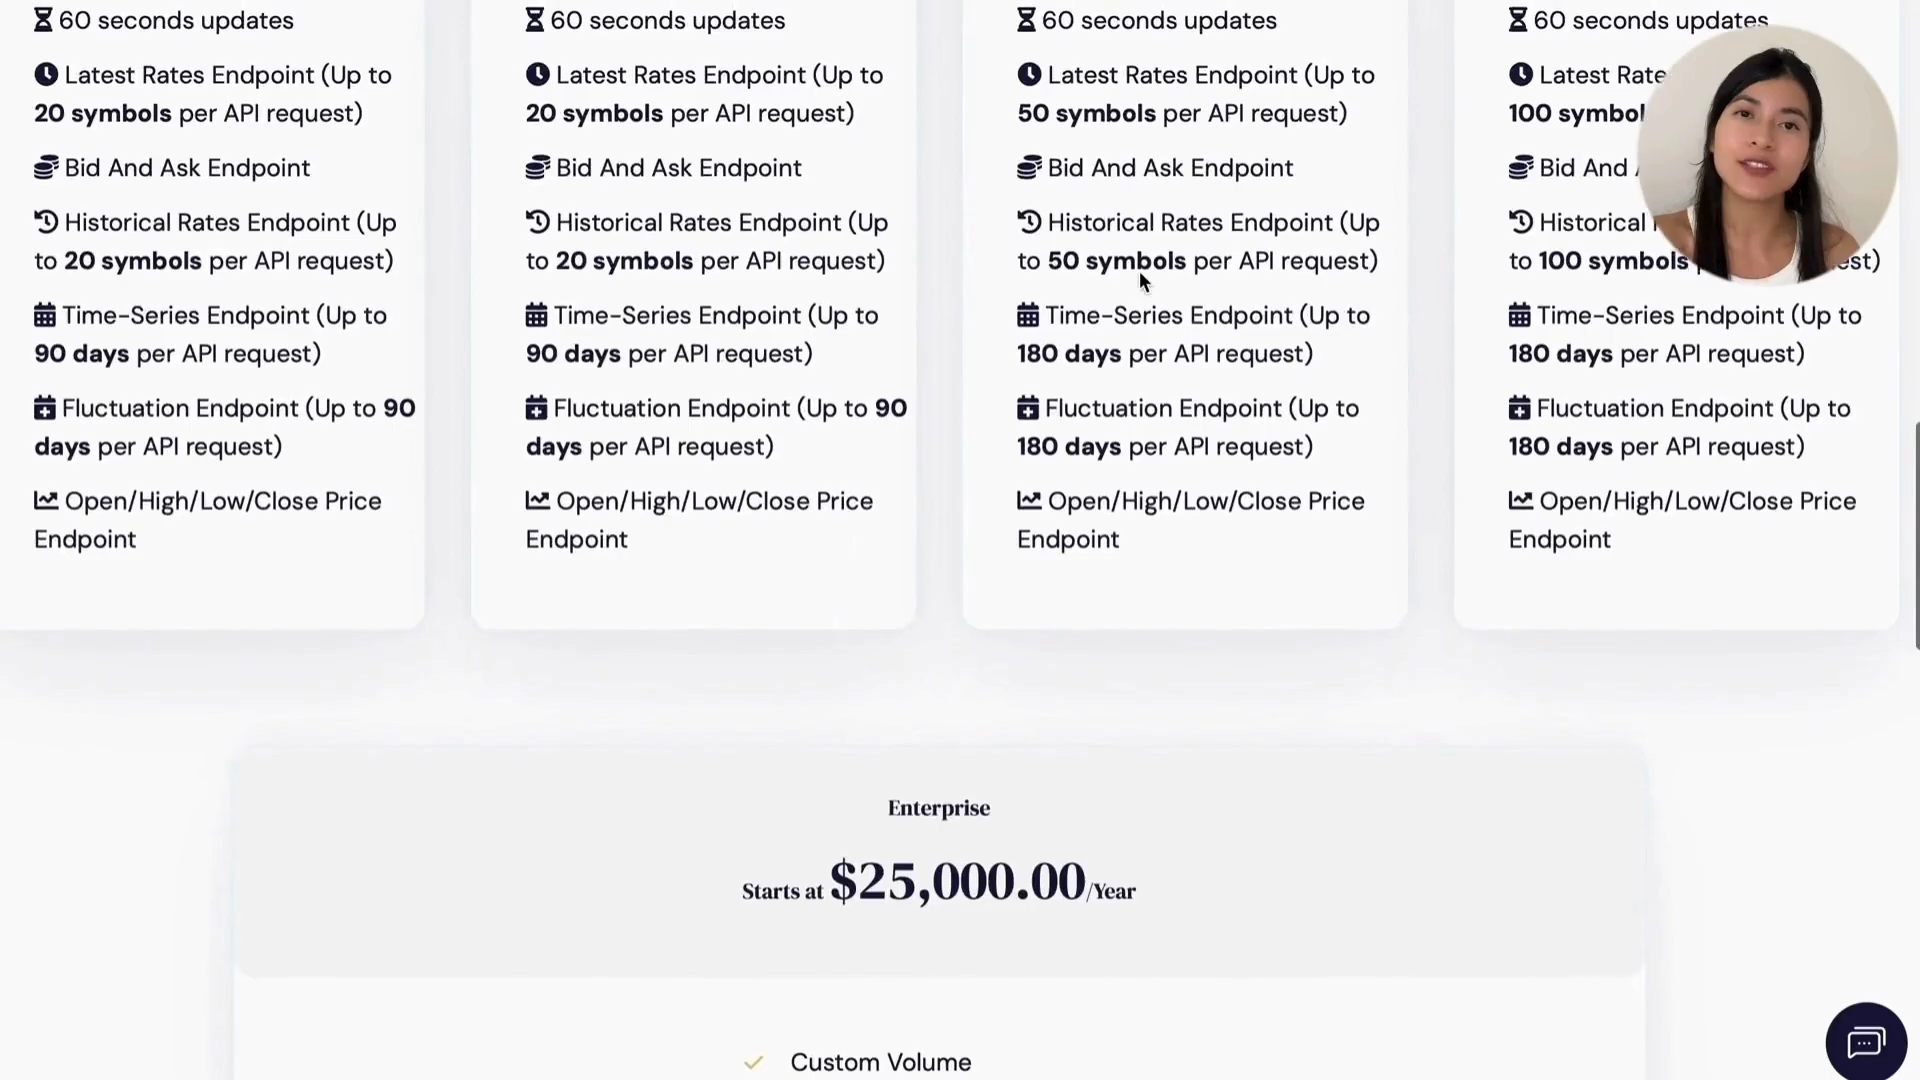 60 seconds updates
Latest Rates Endpoint (Up to
20 symbols per API request)
Bid And Ask Endpoint
Historical Rates Endpoint (Up
to 20 symbols per API request)
Time-Series Endpoint (Up to
90 days per API request)
Fluctuation Endpoint (Up to 90
days per API request)
Open/High/Low/Close Price
Endpoint
60 seconds updates
Latest Rates Endpoint (Up to
20 symbols per API request)
Bid And Ask Endpoint
Historical Rates Endpoint (Up
to 20 symbols per API request)
Time-Series Endpoint (Up to
90 days per API request)
Fluctuation Endpoint (Up to 90
days per API request)
Open/High/Low/Close Price
Endpoint
60 seconds updates
Latest Rates Endpoint (Up to
50 symbols per API request)
Bid And Ask Endpoint
Historical Rates Endpoint (Up
to 50 symbols per API request)
Time-Series Endpoint (Up to
180 days per API request)
Fluctuation Endpoint (Up to
180 days per API request)
Open/High/Low/Close Price
Endpoint
60 seconds updates
Latest Rate
100 symbol
Bid And
Historical
to 100 symbols est)
Time-Series Endpoint (Up to
180 days per API request)
Fluctuation Endpoint (Up to
180 days per API request)
Open/High/Low/Close Price
Endpoint
Enterprise
Starts at $25,000.00/Year
Custom Volume